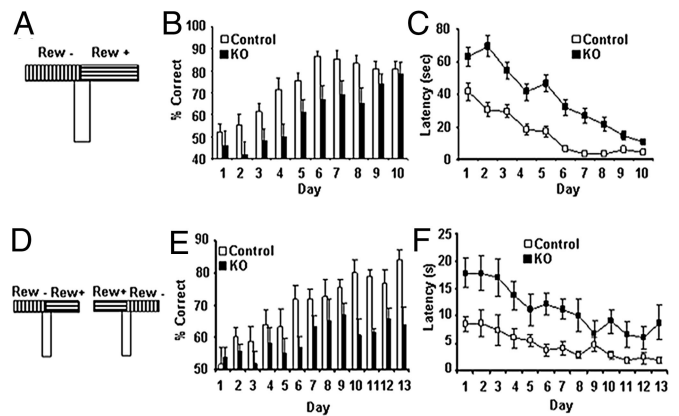 A
Rew - Rew +
B
% Correct
100
90
80
70
60
50
40
Control
KO
1 2 3 4 5 6 7 8 9 10
Day
C
Latency (sec)
80
60
40
20
0
Control
KO
1 2 3 4 5 6 7 8 9 10
Day
D
Rew - Rew+ Rew+ Rew -
E
% Correct
90
80
70
60
50
Control
KO
1 2 3 4 5 6 7 8 9 10 11 12 13
Day
F
Latency (s)
25
20
15
10
5
0
Control
KO
1 2 3 4 5 6 7 8 9 10 11 12 13
Day